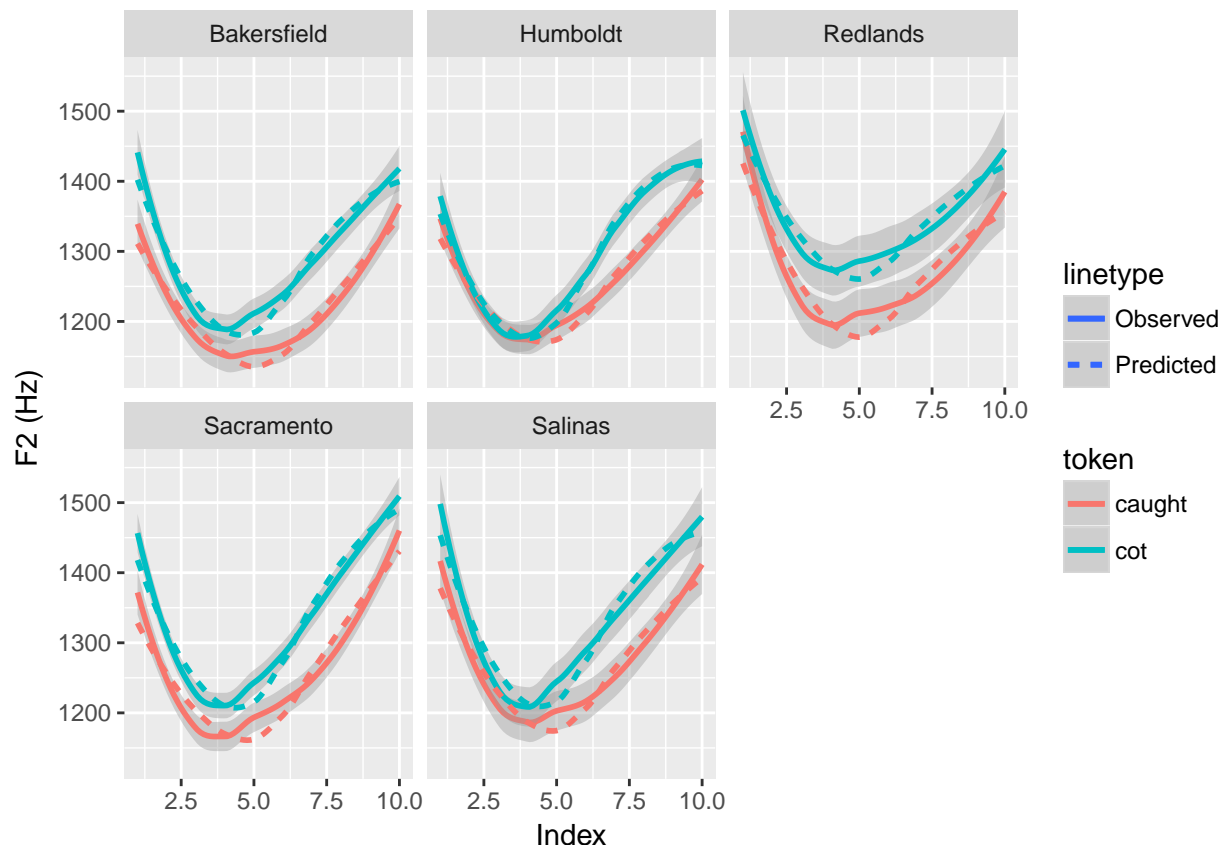 Bakersfield Humboldt Redlands
1500
1400
1300
1200
2.5 5.0 7.5 10.0
Sacramento Salinas
1500
1400
1300
1200
2.5 5.0 7.5 10.0 2.5 5.0 7.5 10.0
Index
F2 (Hz)
linetype
Observed
Predicted
token
caught
cot